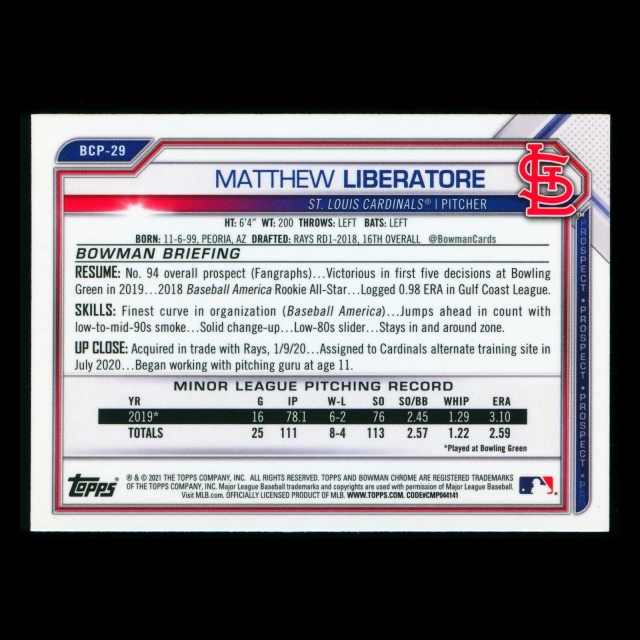 BCP-29
MATTHEW LIBERATORE
ST. LOUIS CARDINALS® | PITCHER
HT: 6'4" WT: 200 THROWS: LEFT BATS: LEFT
BORN: 11-6-99, PEORIA, AZ DRAFTED: RAYS RD1-2018, 16TH OVERALL @BowmanCards
BOWMAN BRIEFING
RESUME: No. 94 overall prospect (Fangraphs)...Victorious in first five decisions at Bowling
Green in 2019...2018 Baseball America Rookie All-Star...Logged 0.98 ERA in Gulf Coast League.
SKILLS: Finest curve in organization (Baseball America)...Jumps ahead in count with
low-to-mid-90s smoke...Solid change-up...Low-80s slider...Stays in and around zone.
UP CLOSE: Acquired in trade with Rays, 1/9/20...Assigned to Cardinals alternate training site in
July 2020...Began working with pitching guru at age 11.
MINOR LEAGUE PITCHING RECORD
YR G IP W-L SO SO/BB WHIP ERA
2019* 16 78.1 6-2 76 2.45 1.29 3.10
TOTALS 25 111 8-4 113 2.57 1.22 2.59
*Played at Bowling Green
Topps®
® & © 2021 THE TOPPS COMPANY, INC. ALL RIGHTS RESERVED. TOPPS AND BOWMAN CHROME ARE REGISTERED TRADEMARKS
OF THE TOPPS COMPANY, INC. Major League Baseball trademarks and copyrights are used with permission of Major League Baseball.
Visit MLB.com. OFFICIALLY LICENSED PRODUCT OF MLB. WWW.TOPPS.COM. CODE#CMP044141
STL
™
PROSPECT • PROSPECT • PROSPECT • PROSPECT • PR